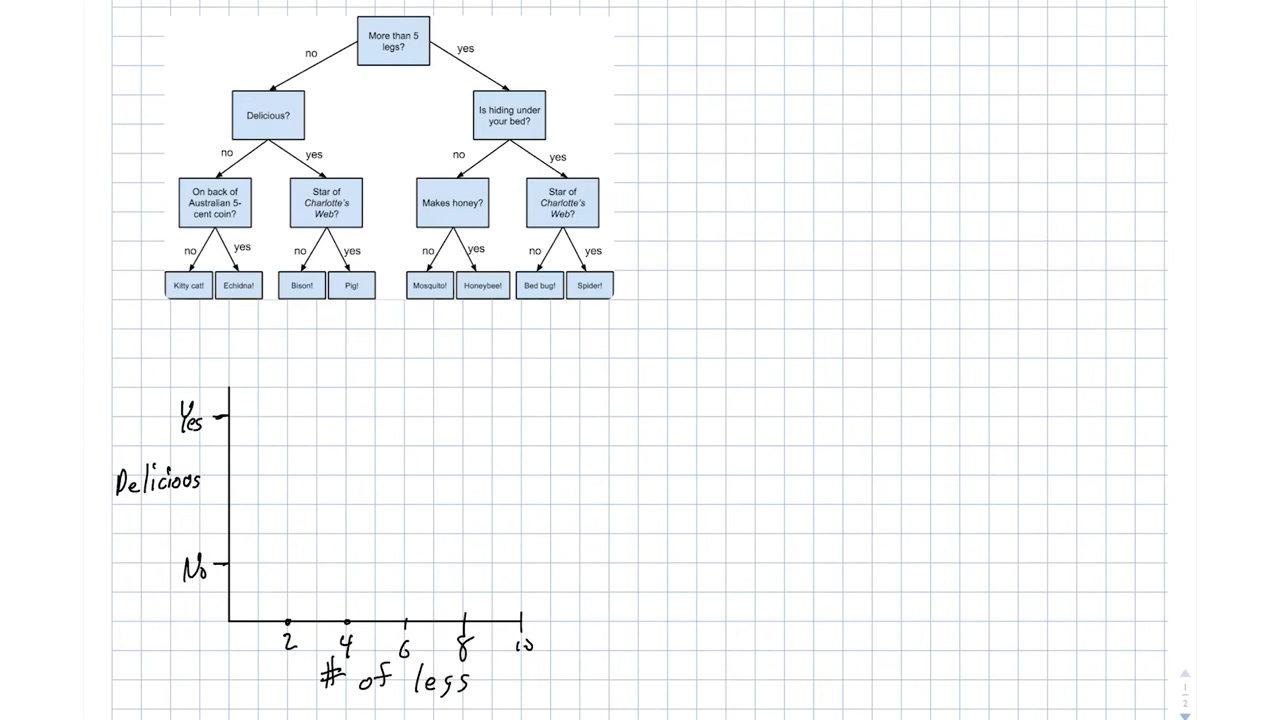 More than 5
legs?
no
yes
Delicious?
Is hiding under
your bed?
no
yes
no
yes
On back of
Australian 5-
cent coin?
Star of
Charlotte's
Web?
Makes honey?
Star of
Charlotte's
Web?
no
yes
no
yes
no
yes
no
yes
Kitty cat!
Echidna!
Bison!
Pig!
Mosquito!
Honeybee!
Bed bug!
Spider!
Yes
Delicious
No
2
4
6
8
10
# of legs
1
2